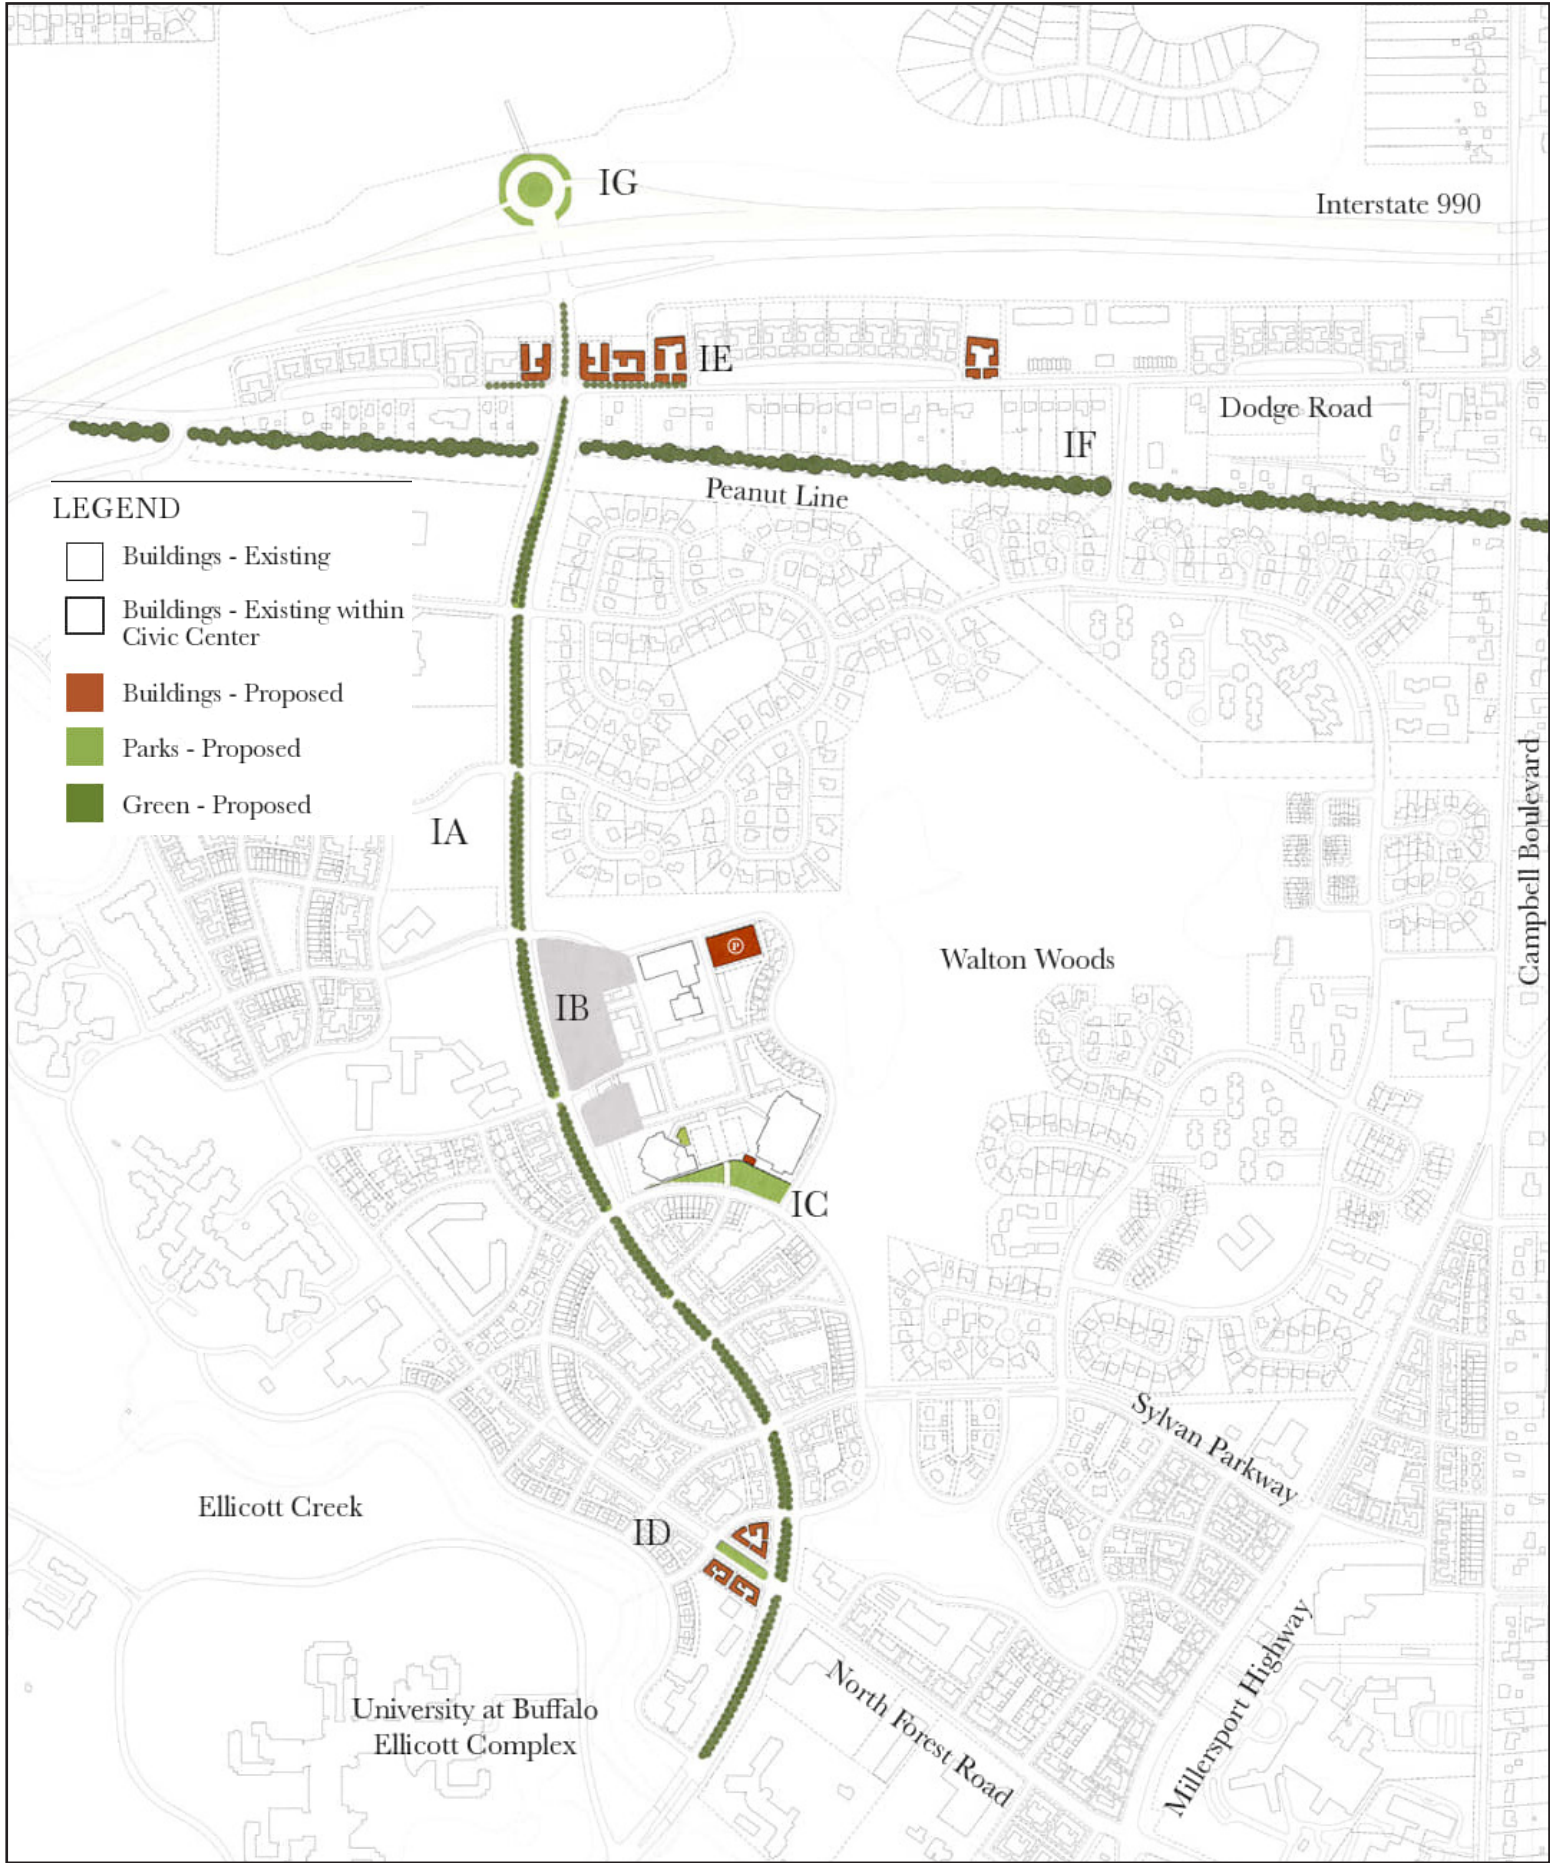 IG
Interstate 990
IE
Dodge Road
IF
Peanut Line
LEGEND
Buildings - Existing
Buildings - Existing within
Civic Center
Buildings - Proposed
Parks - Proposed
Green - Proposed
IA
Campbell Boulevard
P
Walton Woods
IB
IC
Sylvan Parkway
Ellicott Creek
ID
Millersport Highway
North Forest Road
University at Buffalo
Ellicott Complex